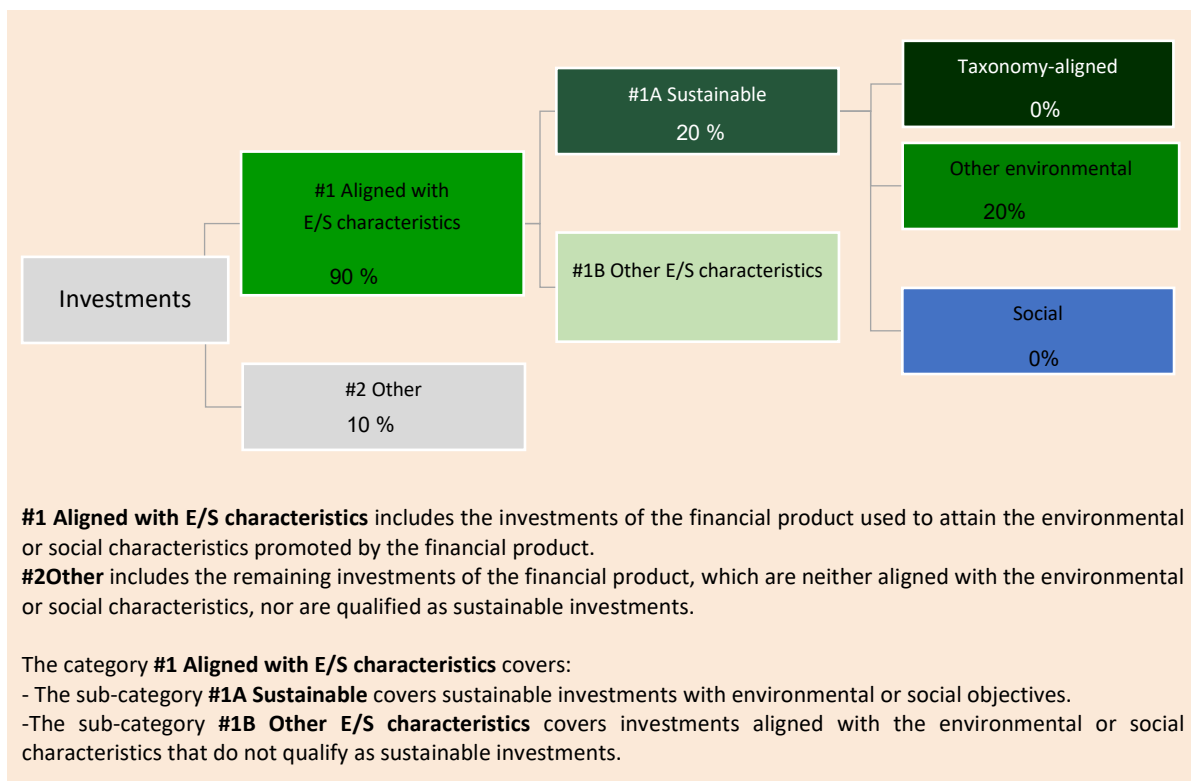 Investments
#1 Aligned with
E/S characteristics
90 %
#2 Other
10 %
#1A Sustainable
20 %
#1B Other E/S characteristics
Taxonomy-aligned
0%
Other environmental
20%
Social
0%
#1 Aligned with E/S characteristics includes the investments of the financial product used to attain the environmental
or social characteristics promoted by the financial product.
#2Other includes the remaining investments of the financial product, which are neither aligned with the environmental
or social characteristics, nor are qualified as sustainable investments.
The category #1 Aligned with E/S characteristics covers:
- The sub-category #1A Sustainable covers sustainable investments with environmental or social objectives.
-The sub-category #1B Other E/S characteristics covers investments aligned with the environmental or social
characteristics that do not qualify as sustainable investments.